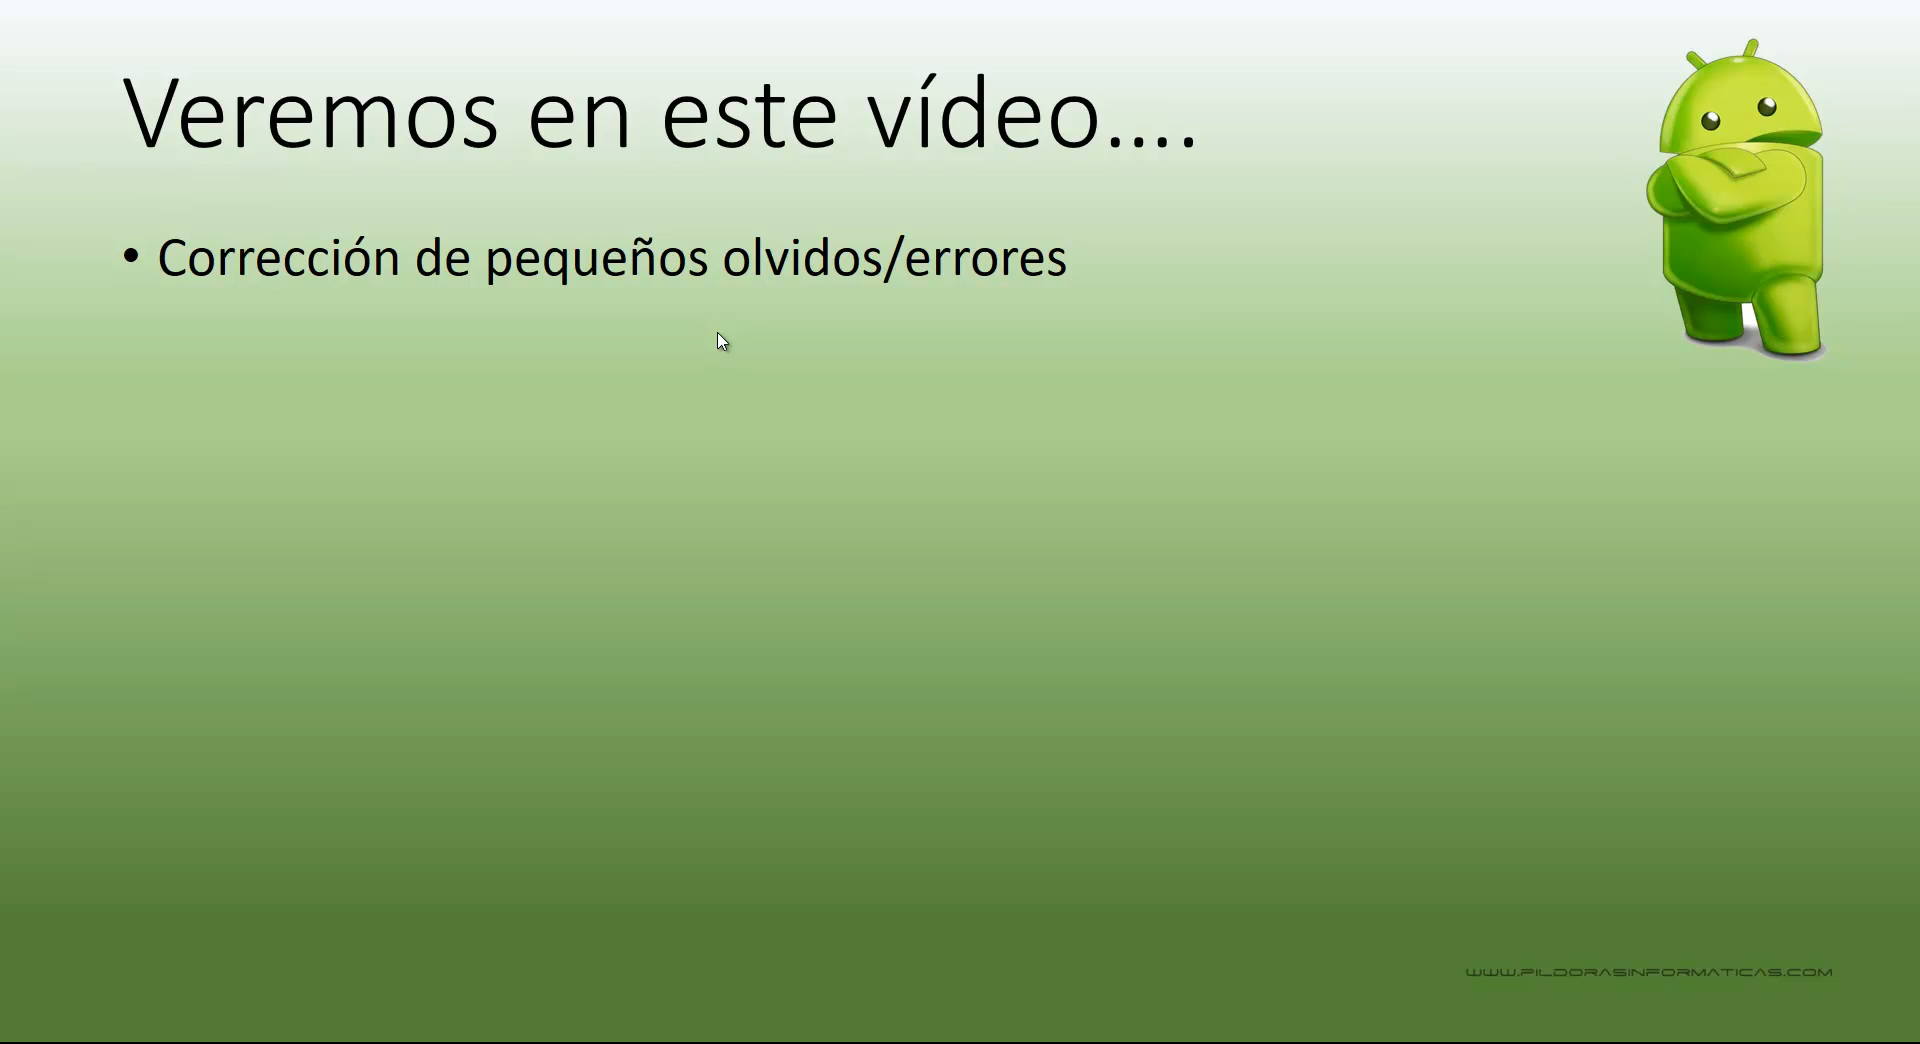 Veremos en este vídeo....
• Corrección de pequeños olvidos/errores
WWW.PILDORASINFORMATICAS.COM